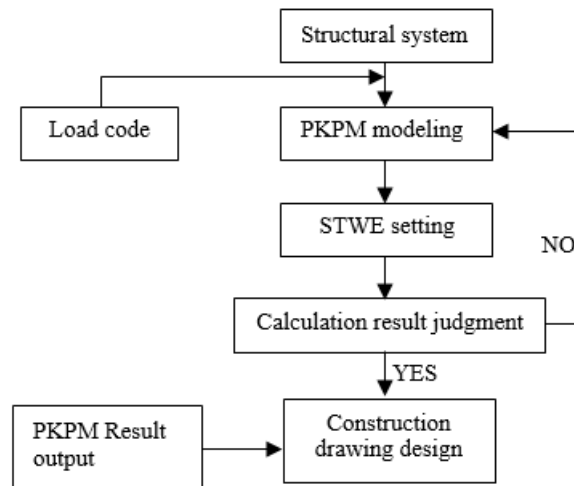 Structural system
Load code
PKPM modeling
STWE setting
NO
Calculation result judgment
YES
PKPM Result
output
Construction
drawing design